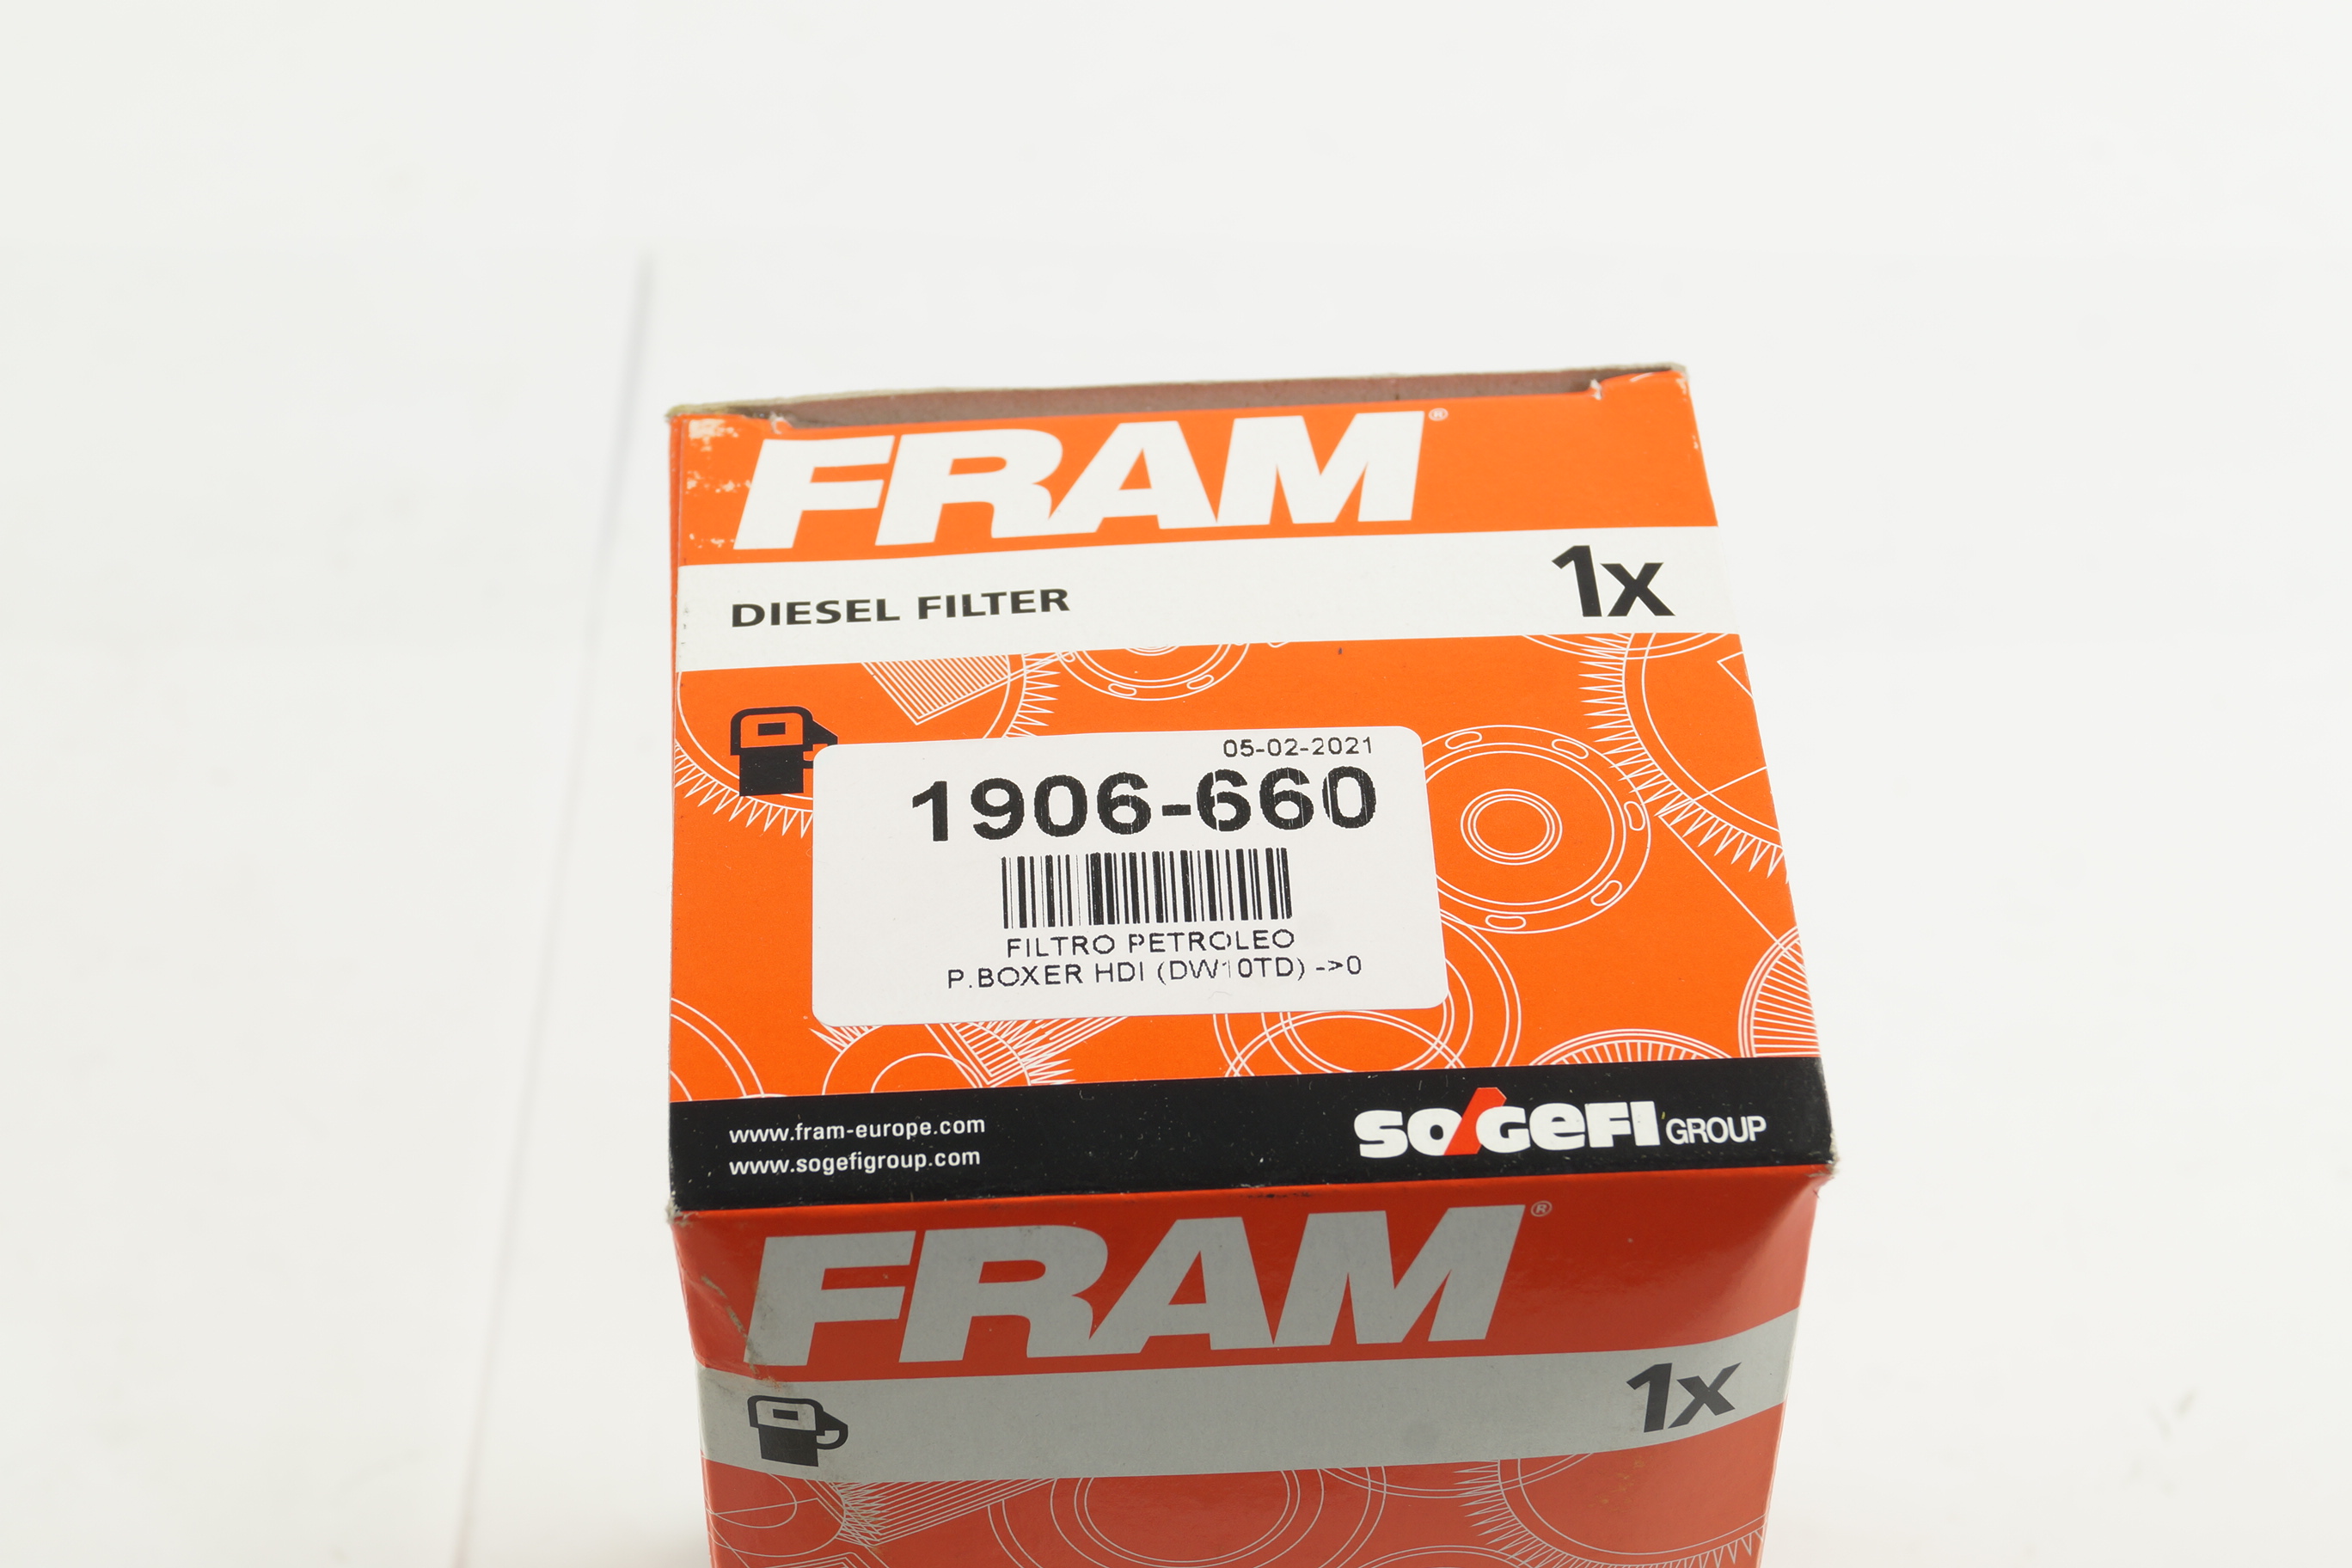 FRAM®
DIESEL FILTER
1x
05-02-2021
1906-660
FILTRO PETROLEO
P.BOXER HDI (DW10TD) ->0
www.fram-europe.com
www.sogefigroup.com
SOGEFI GROUP
FRAM®
1x